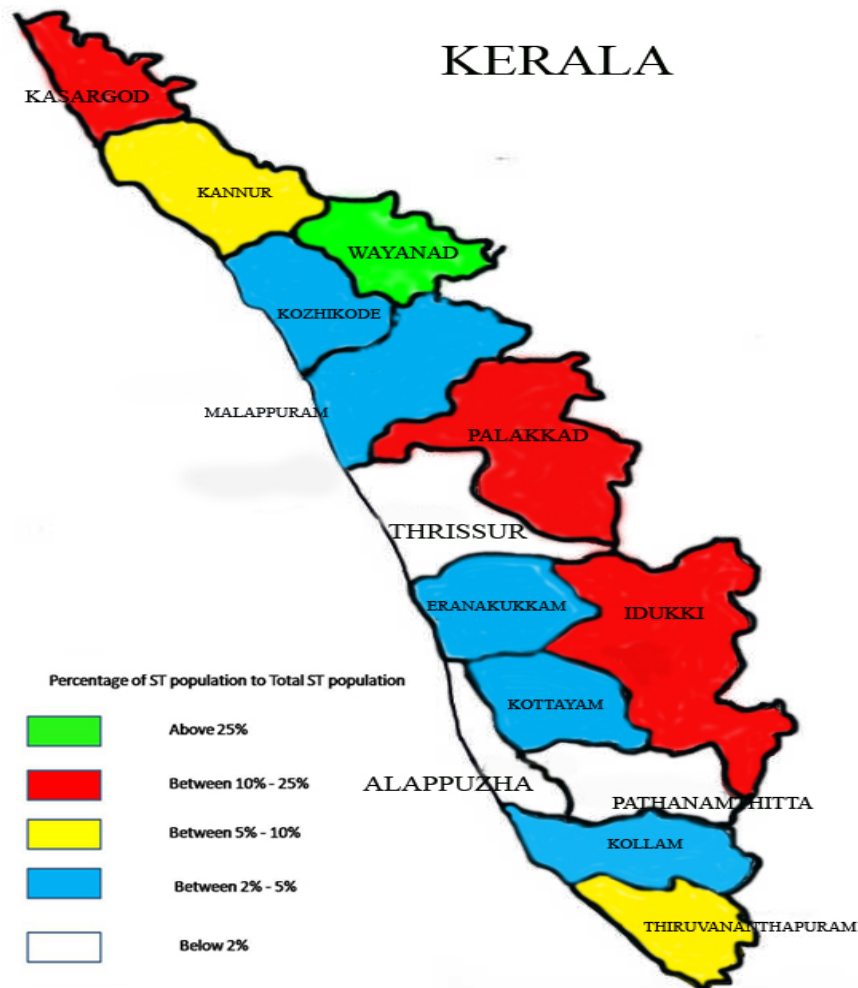 KERALA
KASARGOD
KANNUR
WAYANAD
KOZHIKODE
MALAPPURAM
PALAKKAD
THRISSUR
ERANAKUKKAM
IDUKKI
KOTTAYAM
ALAPPUZHA
PATHANAMTHITTA
KOLLAM
THIRUVANANTHAPURAM
Percentage of ST population to Total ST population
Above 25%
Between 10% - 25%
Between 5% - 10%
Between 2% - 5%
Below 2%